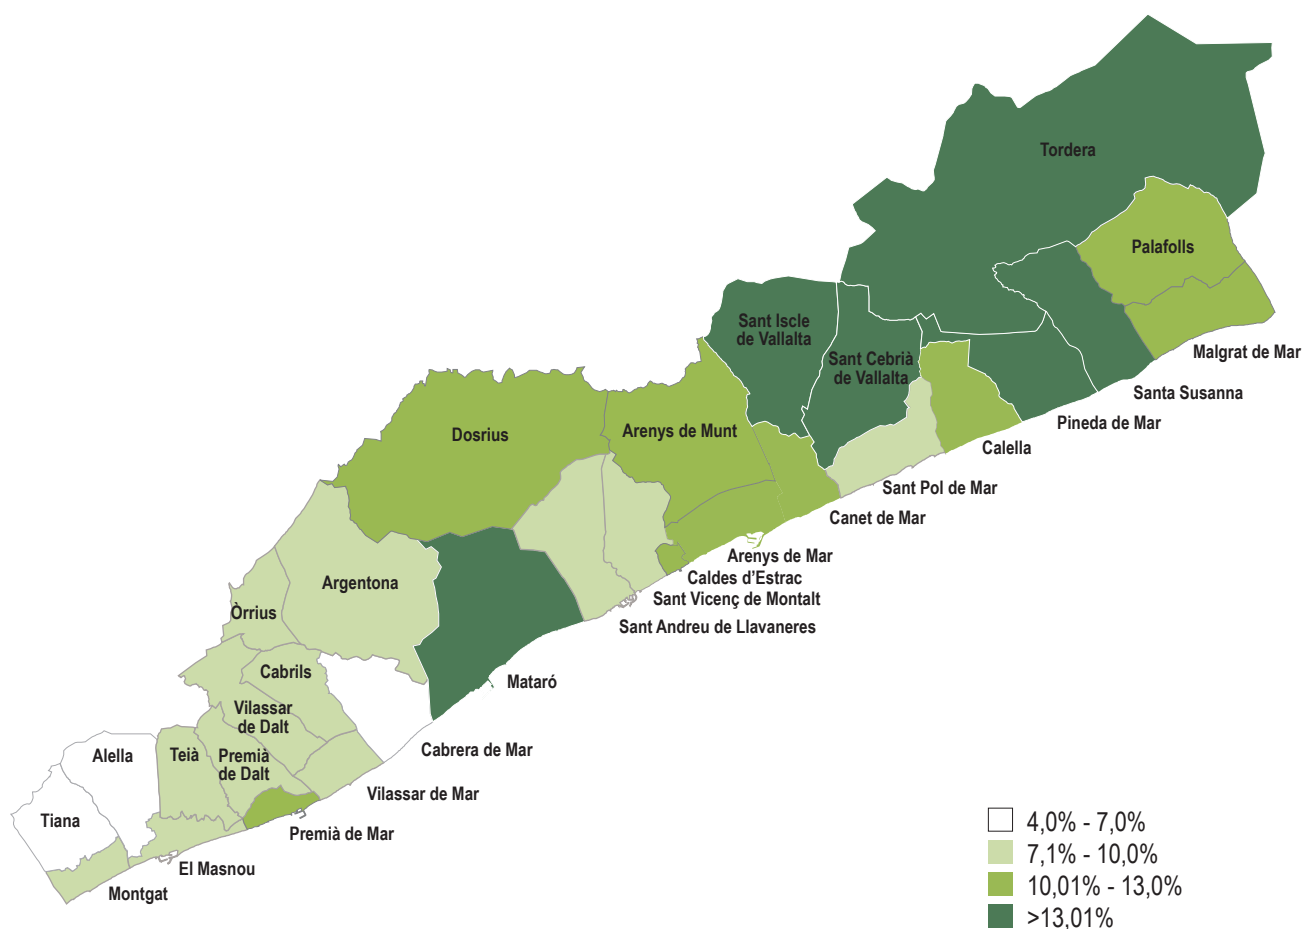 Tordera
Palafolls
Sant Iscle
de Vallalta
Sant Cebrià
de Vallalta
Malgrat de Mar
Santa Susanna
Pineda de Mar
Calella
Dosrius
Arenys de Munt
Sant Pol de Mar
Canet de Mar
Arenys de Mar
Caldes d'Estrac
Sant Vicenç de Montalt
Sant Andreu de Llavaneres
Argentona
Òrrius
Cabrils
Mataró
Vilassar
de Dalt
Cabrera de Mar
Alella
Teià
Premià
de Dalt
Vilassar de Mar
Tiana
Premià de Mar
El Masnou
Montgat
4,0% - 7,0%
7,1% - 10,0%
10,01% - 13,0%
>13,01%